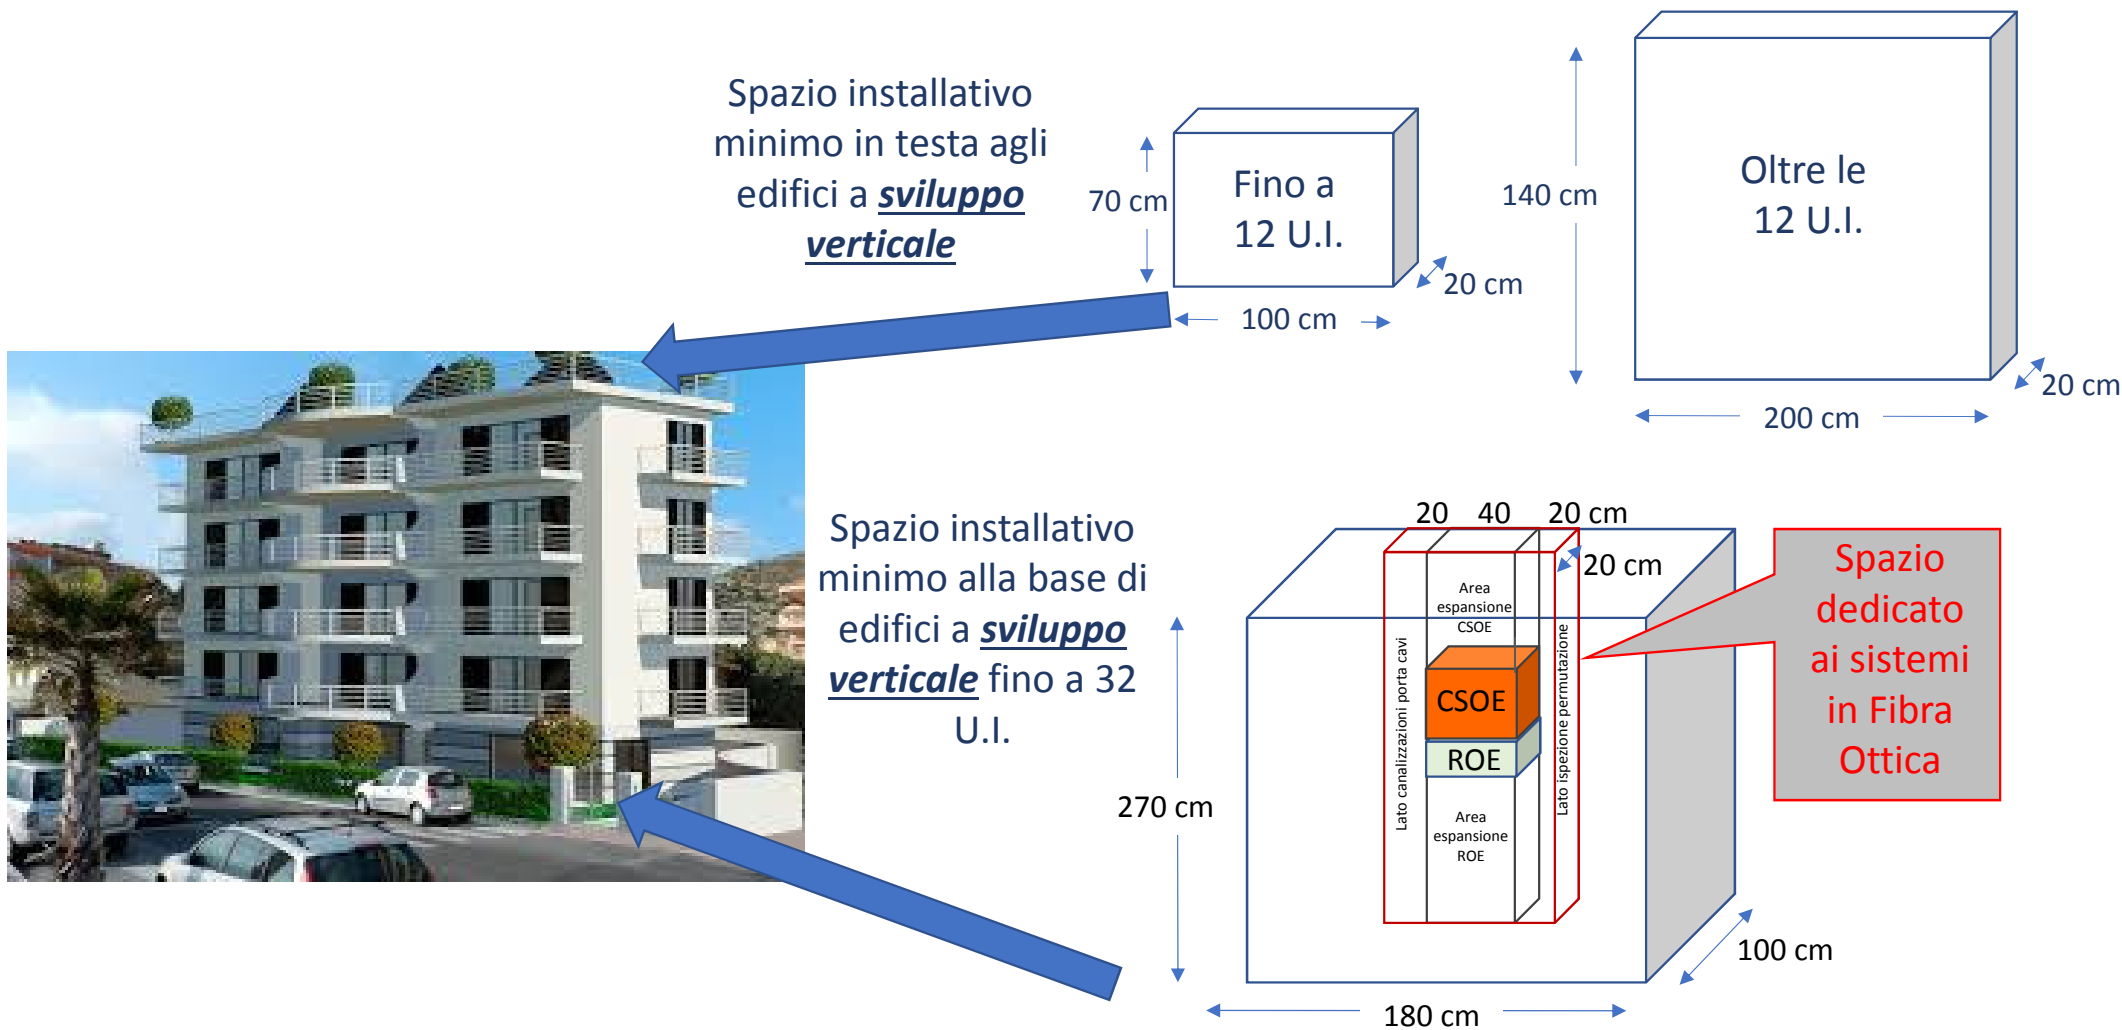 Spazio installativo
minimo in testa agli
edifici a sviluppo
verticale
70 cm
Fino a
12 U.I.
20 cm
100 cm
140 cm
Oltre le
12 U.I.
20 cm
200 cm
Spazio installativo
minimo alla base di
edifici a sviluppo
verticale fino a 32
U.I.
20 40 20 cm
20 cm
Area
espansione
CSOE
Lato canalizzazioni porta cavi
CSOE
ROE
Area
espansione
ROE
Lato ispezione permutazione
270 cm
100 cm
180 cm
Spazio
dedicato
ai sistemi
in Fibra
Ottica